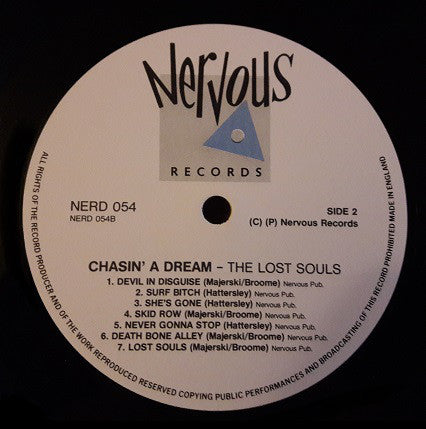 Nervous
RECORDS
NERD 054
NERD 054B
SIDE 2
(C) (P) Nervous Records
CHASIN' A DREAM – THE LOST SOULS
1. DEVIL IN DISGUISE (Majerski/Broome) Nervous Pub.
2. SURF BITCH (Hattersley) Nervous Pub.
3. SHE'S GONE (Hattersley) Nervous Pub.
4. SKID ROW (Majerski/Broome) Nervous Pub.
5. NEVER GONNA STOP (Hattersley) Nervous Pub.
6. DEATH BONE ALLEY (Majerski/Broome) Nervous Pub.
7. LOST SOULS (Majerski/Broome) Nervous Pub.
ALL RIGHTS OF THE RECORD PRODUCER AND OF THE OWNER OF THE WORK REPRODUCED RESERVED COPYING PUBLIC PERFORMANCES AND BROADCASTING OF THIS RECORD PROHIBITED MADE IN ENGLAND